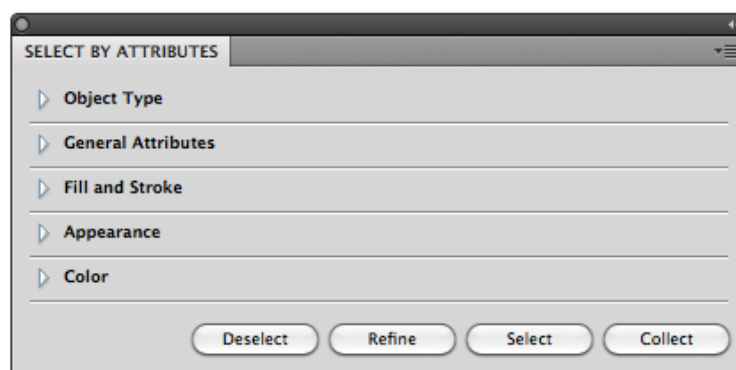 SELECT BY ATTRIBUTES
Object Type
General Attributes
Fill and Stroke
Appearance
Color
Deselect Refine Select Collect